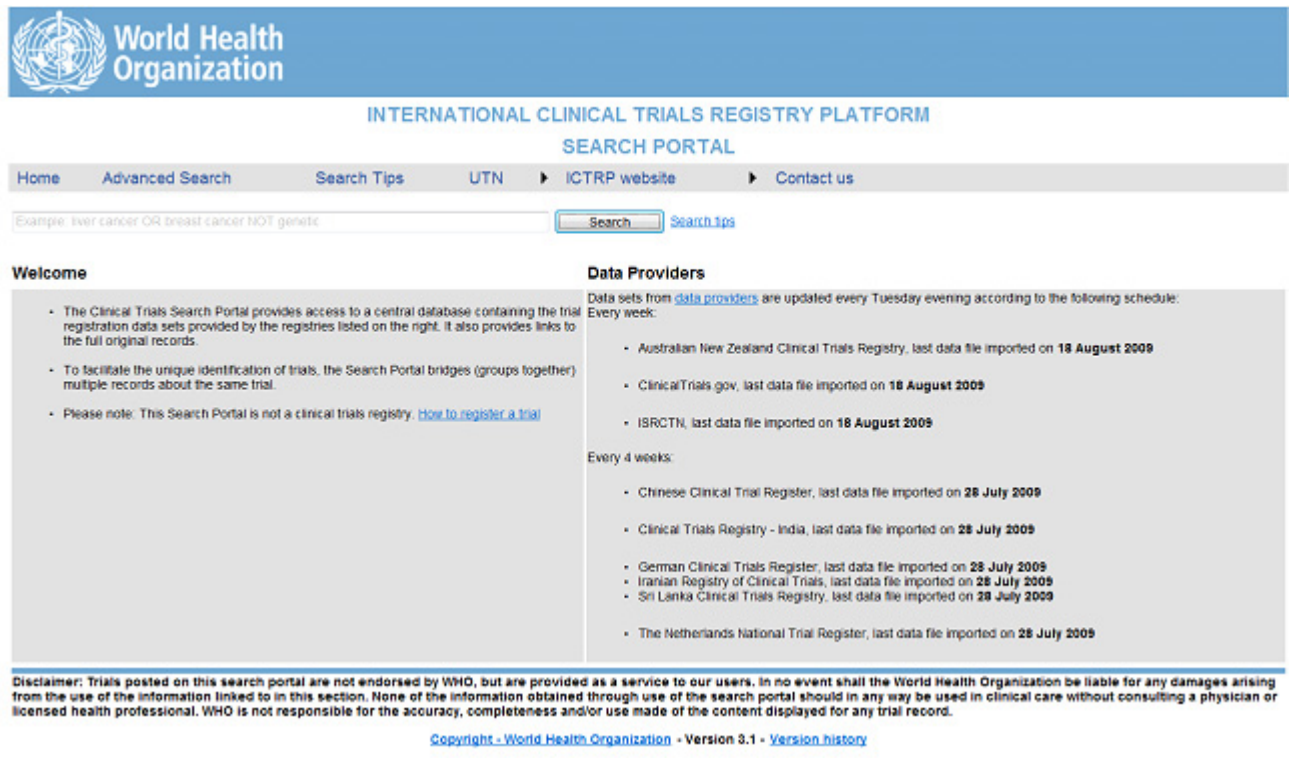 World Health
Organization
INTERNATIONAL CLINICAL TRIALS REGISTRY PLATFORM
SEARCH PORTAL
Home Advanced Search Search Tips UTN ICTRP website Contact us
Example: liver cancer OR breast cancer NOT genetic Search Search tips
Welcome
• The Clinical Trials Search Portal provides access to a central database containing the trial
registration data sets provided by the registries listed on the right. It also provides links to
the full original records.
• To facilitate the unique identification of trials, the Search Portal bridges (groups together)
multiple records about the same trial.
• Please note: This Search Portal is not a clinical trials registry. How to register a trial
Data Providers
Data sets from data providers are updated every Tuesday evening according to the following schedule:
Every week:
• Australian New Zealand Clinical Trials Registry, last data file imported on 18 August 2009
• ClinicalTrials.gov, last data file imported on 18 August 2009
• ISRCTN, last data file imported on 18 August 2009
Every 4 weeks:
• Chinese Clinical Trial Register, last data file imported on 28 July 2009
• Clinical Trials Registry - India, last data file imported on 28 July 2009
• German Clinical Trials Register, last data file imported on 28 July 2009
• Iranian Registry of Clinical Trials, last data file imported on 28 July 2009
• Sri Lanka Clinical Trials Registry, last data file imported on 28 July 2009
• The Netherlands National Trial Register, last data file imported on 28 July 2009
Disclaimer: Trials posted on this search portal are not endorsed by WHO, but are provided as a service to our users. In no event shall the World Health Organization be liable for any damages arising
from the use of the information linked to in this section. None of the information obtained through use of the search portal should in any way be used in clinical care without consulting a physician or
licensed health professional. WHO is not responsible for the accuracy, completeness and/or use made of the content displayed for any trial record.
Copyright - World Health Organization - Version 3.1 - Version history